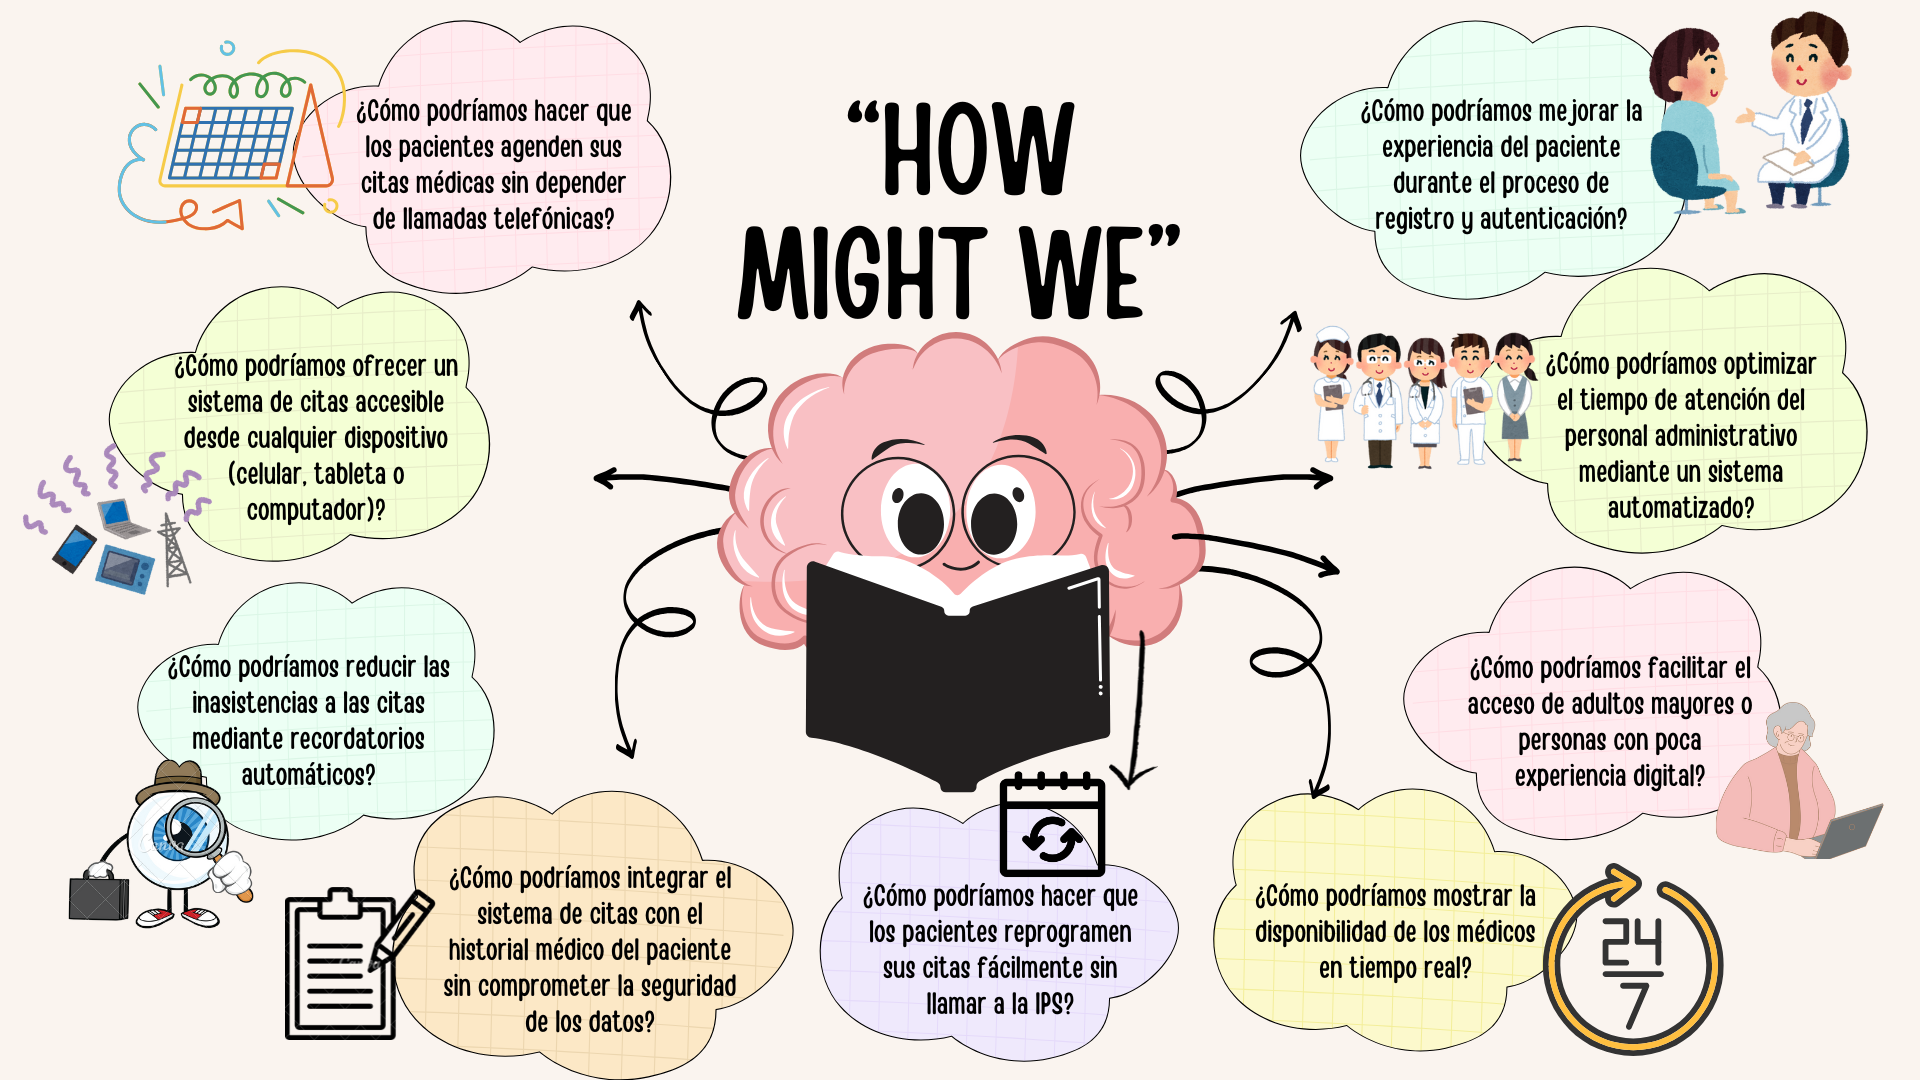 “HOW
MIGHT WE”
¿Cómo podríamos hacer que
los pacientes agenden sus
citas médicas sin depender
de llamadas telefónicas?
¿Cómo podríamos mejorar la
experiencia del paciente
durante el proceso de
registro y autenticación?
¿Cómo podríamos ofrecer un
sistema de citas accesible
desde cualquier dispositivo
(celular, tableta o
computador)?
¿Cómo podríamos optimizar
el tiempo de atención del
personal administrativo
mediante un sistema
automatizado?
¿Cómo podríamos reducir las
inasistencias a las citas
mediante recordatorios
automáticos?
¿Cómo podríamos facilitar el
acceso de adultos mayores o
personas con poca
experiencia digital?
¿Cómo podríamos integrar el
sistema de citas con el
historial médico del paciente
sin comprometer la seguridad
de los datos?
¿Cómo podríamos hacer que
los pacientes reprogramen
sus citas fácilmente sin
llamar a la IPS?
¿Cómo podríamos mostrar la
disponibilidad de los médicos
en tiempo real?
24
7
Canva